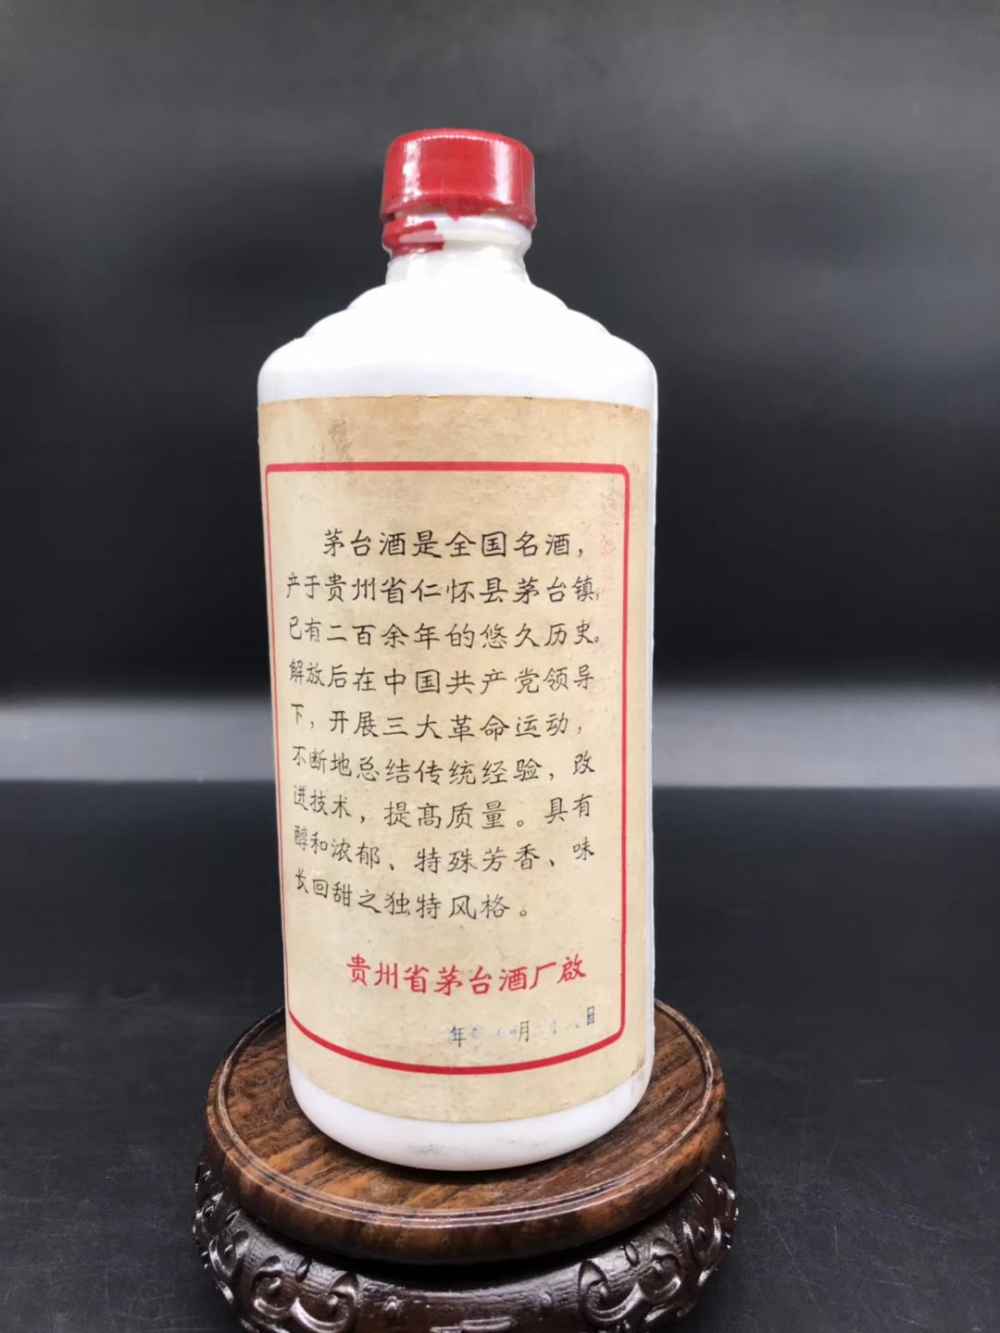 茅台酒是全国名酒，
产于贵州省仁怀县茅台镇，
已有二百余年的悠久历史。
解放后在中国共产党领导
下，开展三大革命运动，
不断地总结传统经验，改
进技术，提高质量。具有
醇和浓郁、特殊芳香、味
长回甜之独特风格。
贵州省茅台酒厂啟
年 月 日